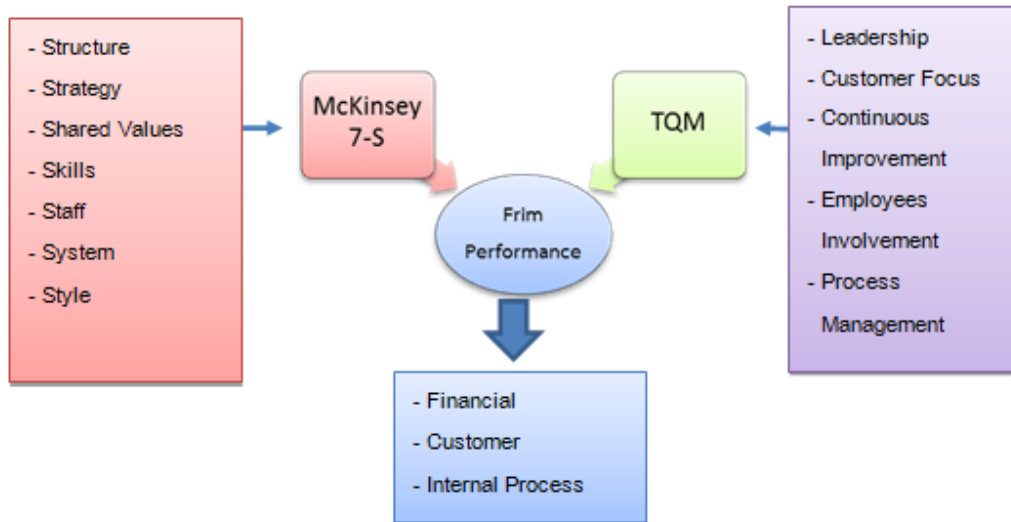 - Structure
- Strategy
- Shared Values
- Skills
- Staff
- System
- Style
McKinsey
7-S
TQM
- Leadership
- Customer Focus
- Continuous
Improvement
- Employees
Involvement
- Process
Management
Frim
Performance
- Financial
- Customer
- Internal Process